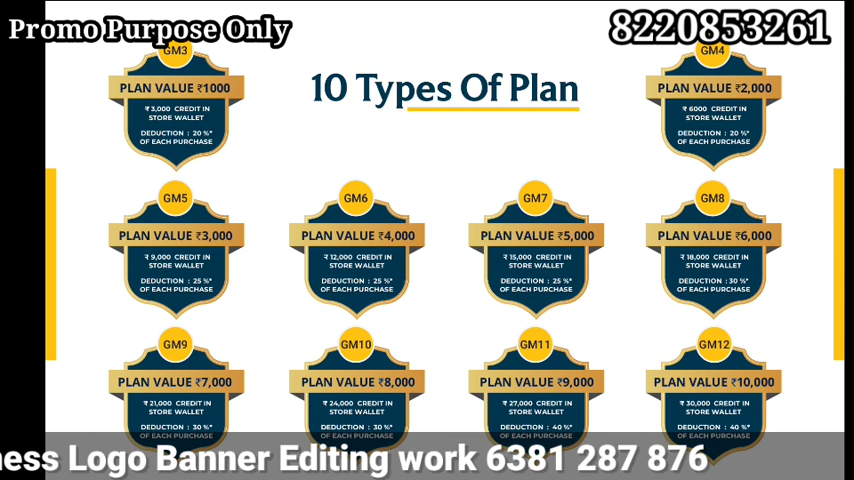 Promo Purpose Only
8220853261
10 Types Of Plan
GM3
PLAN VALUE ₹1000
₹ 3,000 CREDIT IN
STORE WALLET
DEDUCTION : 20 %*
OF EACH PURCHASE
GM4
PLAN VALUE ₹2,000
₹ 6000 CREDIT IN
STORE WALLET
DEDUCTION : 20 %*
OF EACH PURCHASE
GM5
PLAN VALUE ₹3,000
₹ 9,000 CREDIT IN
STORE WALLET
DEDUCTION : 25 %*
OF EACH PURCHASE
GM6
PLAN VALUE ₹4,000
₹ 12,000 CREDIT IN
STORE WALLET
DEDUCTION : 25 %*
OF EACH PURCHASE
GM7
PLAN VALUE ₹5,000
₹ 15,000 CREDIT IN
STORE WALLET
DEDUCTION : 25 %*
OF EACH PURCHASE
GM8
PLAN VALUE ₹6,000
₹ 18,000 CREDIT IN
STORE WALLET
DEDUCTION : 30 %*
OF EACH PURCHASE
GM9
PLAN VALUE ₹7,000
₹ 21,000 CREDIT IN
STORE WALLET
DEDUCTION : 30 %*
OF EACH PURCHASE
GM10
PLAN VALUE ₹8,000
₹ 24,000 CREDIT IN
STORE WALLET
DEDUCTION : 30 %*
OF EACH PURCHASE
GM11
PLAN VALUE ₹9,000
₹ 27,000 CREDIT IN
STORE WALLET
DEDUCTION : 40 %*
OF EACH PURCHASE
GM12
PLAN VALUE ₹10,000
₹ 30,000 CREDIT IN
STORE WALLET
DEDUCTION : 40 %*
OF EACH PURCHASE
ness Logo Banner Editing work 6381 287 876